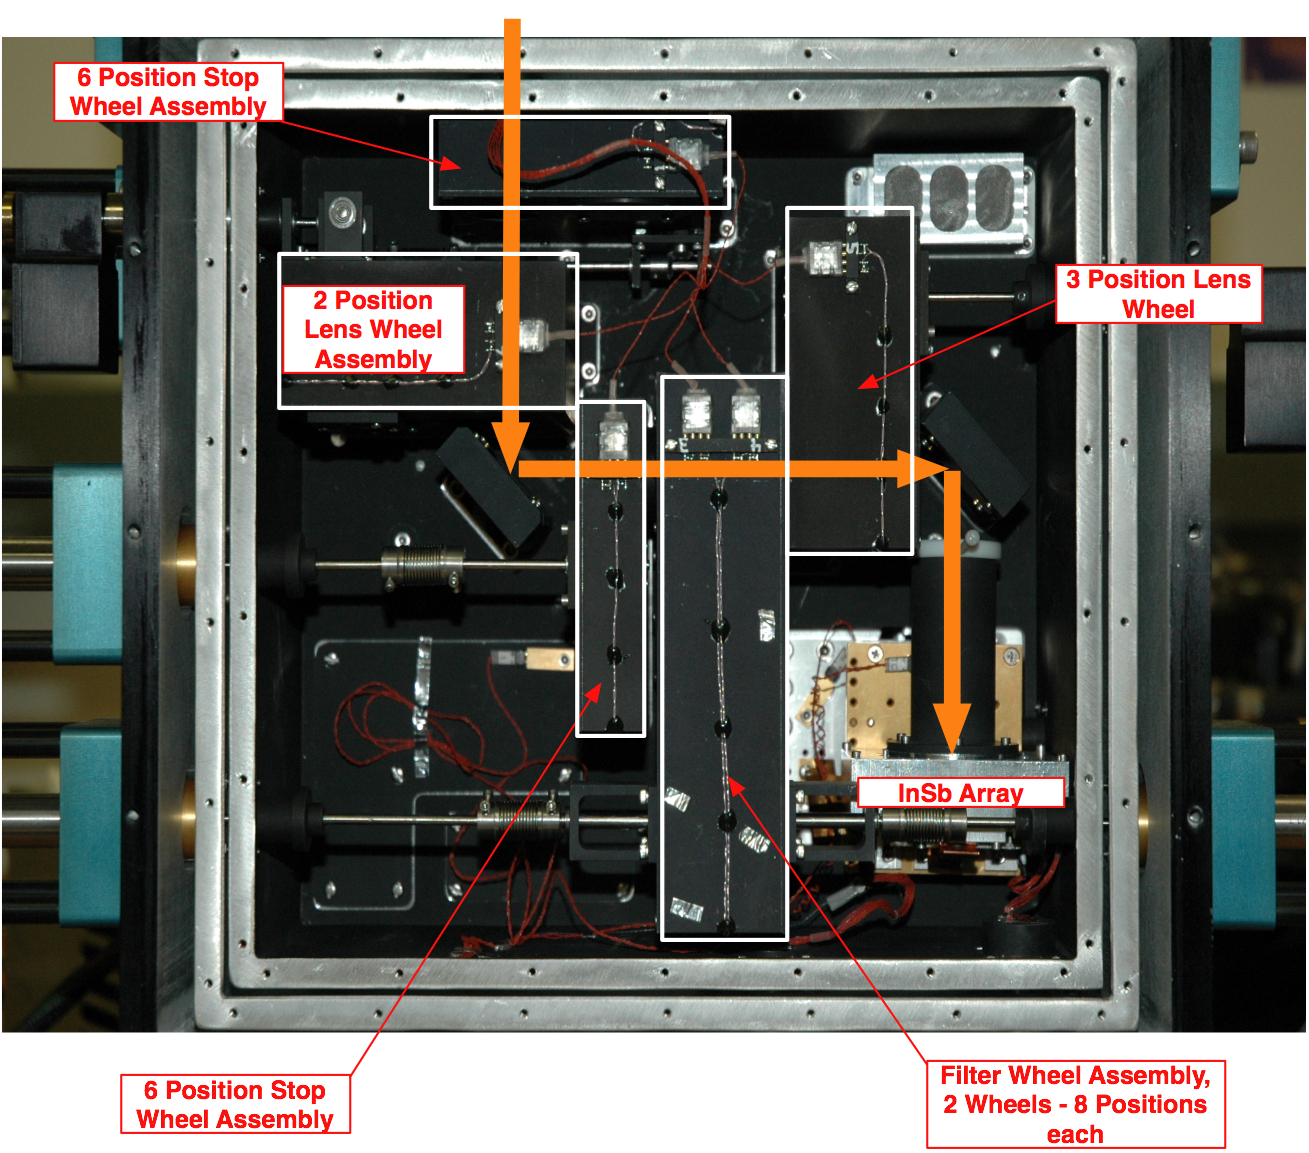 6 Position Stop
Wheel Assembly
2 Position
Lens Wheel
Assembly
3 Position Lens
Wheel
InSb Array
6 Position Stop
Wheel Assembly
Filter Wheel Assembly,
2 Wheels - 8 Positions
each